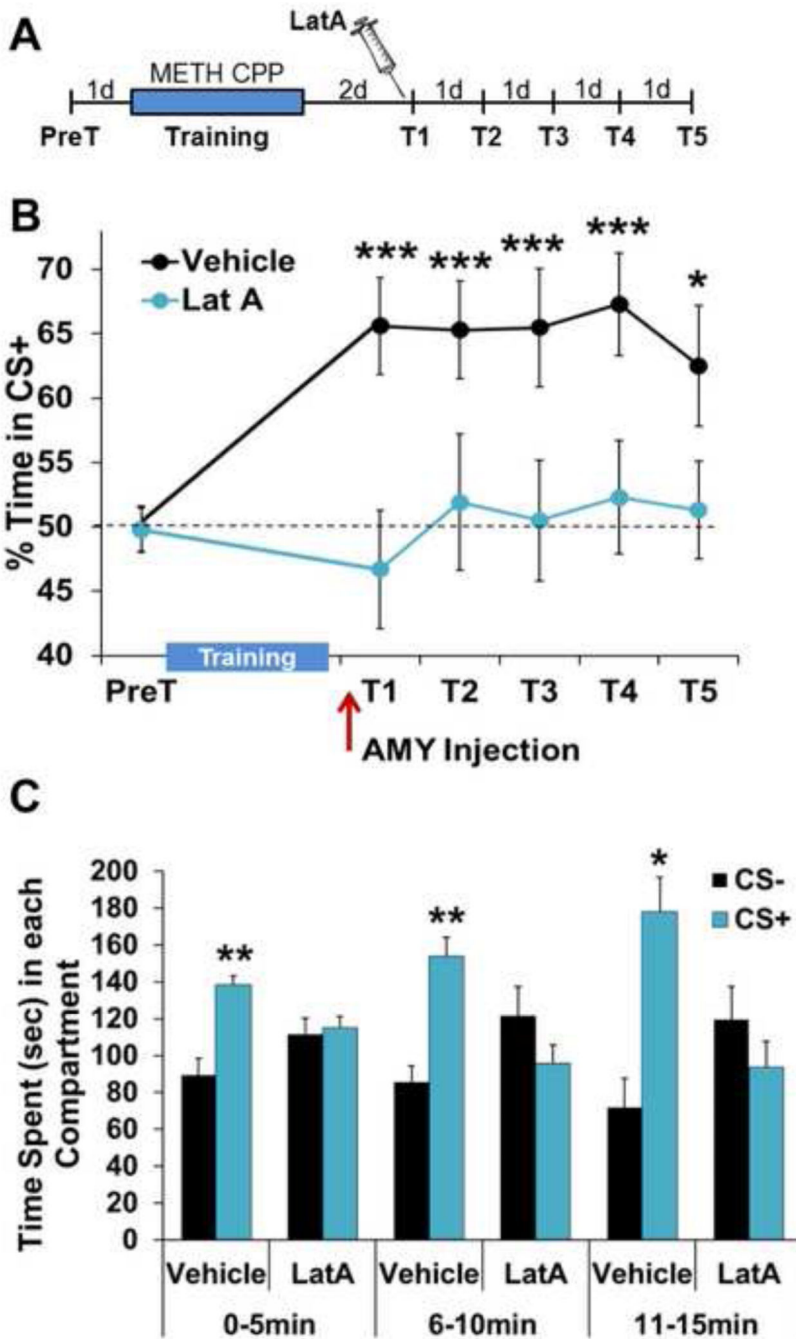 A
LatA
METH CPP
1d 2d 1d 1d 1d 1d
PreT Training T1 T2 T3 T4 T5
B
Vehicle
Lat A
*** *** *** *** *
% Time in CS+
70
65
60
55
50
45
40
Training
PreT T1 T2 T3 T4 T5
AMY Injection
C
Time Spent (sec) in each
Compartment
200
180
160
140
120
100
80
60
40
20
0
** ** *
CS-
CS+
Vehicle LatA Vehicle LatA Vehicle LatA
0-5min 6-10min 11-15min